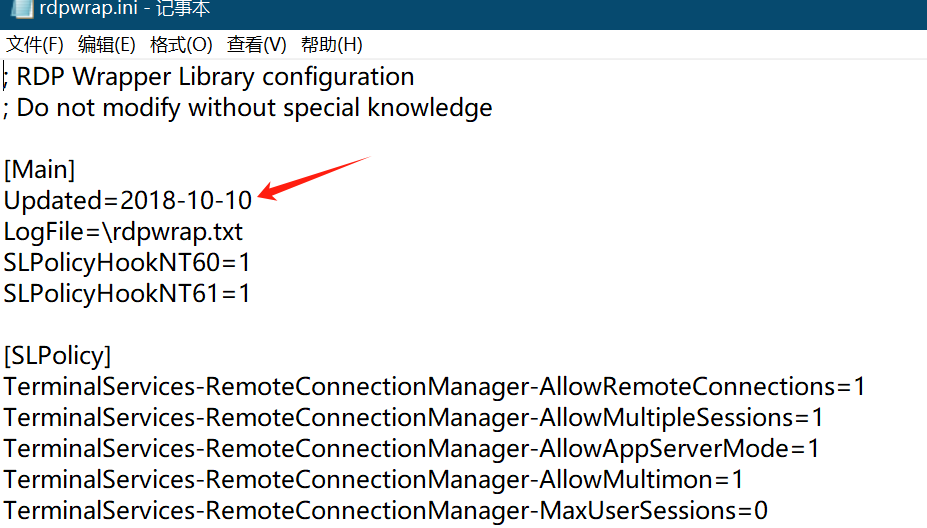 rdpwrap.ini - 记事本
文件(F) 编辑(E) 格式(O) 查看(V) 帮助(H)
; RDP Wrapper Library configuration
; Do not modify without special knowledge
[Main]
Updated=2018-10-10
LogFile=\rdpwrap.txt
SLPolicyHookNT60=1
SLPolicyHookNT61=1
[SLPolicy]
TerminalServices-RemoteConnectionManager-AllowRemoteConnections=1
TerminalServices-RemoteConnectionManager-AllowMultipleSessions=1
TerminalServices-RemoteConnectionManager-AllowAppServerMode=1
TerminalServices-RemoteConnectionManager-AllowMultimon=1
TerminalServices-RemoteConnectionManager-MaxUserSessions=0